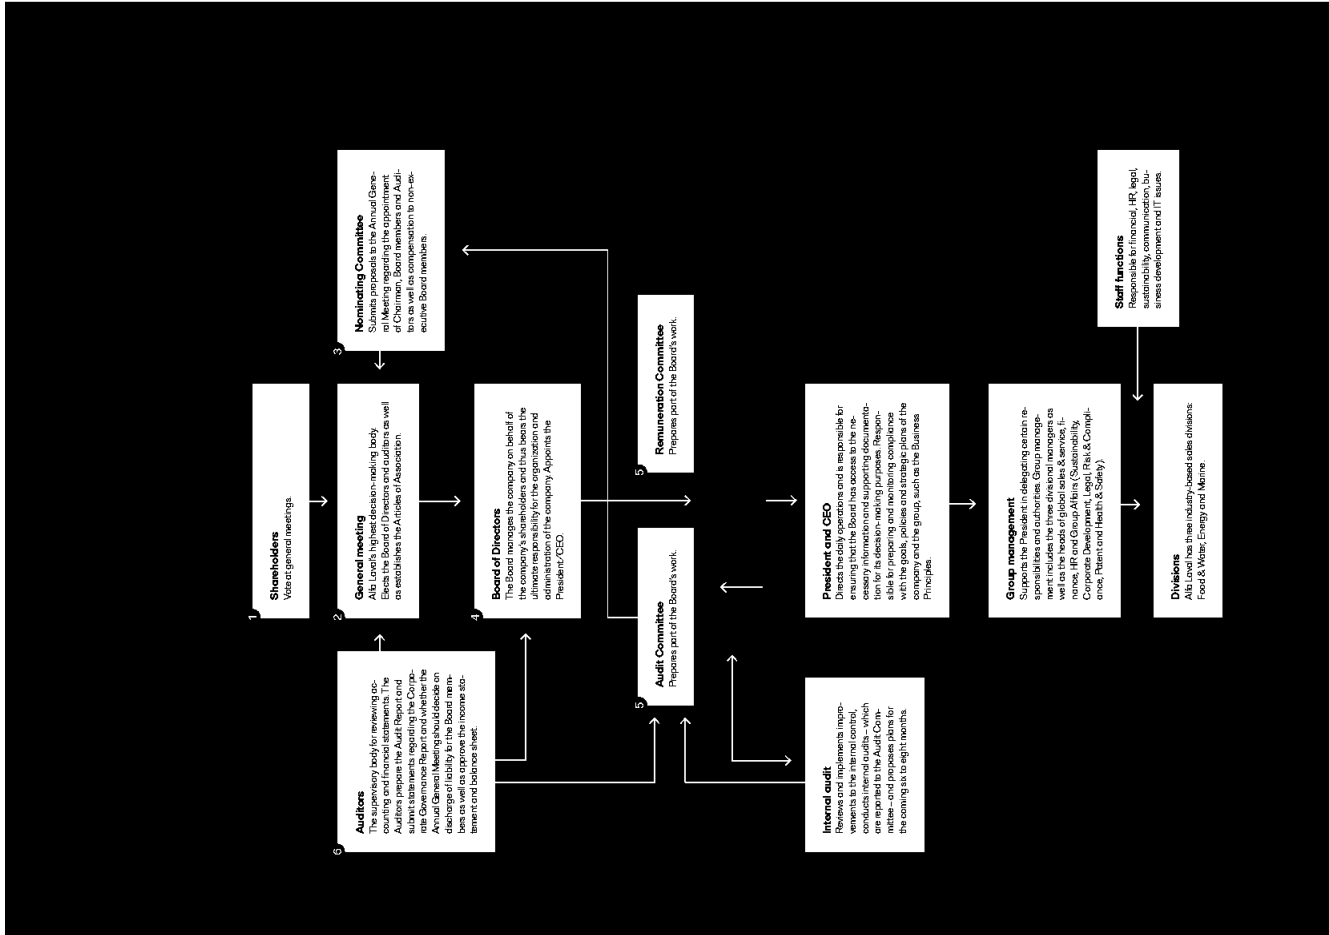 1
Shareholders
Vote at general meetings.
3
Nominating Committee
Submits proposals to the Annual Gene-
ral Meeting regarding the appointment
of Chairman, Board members and Audi-
tors as well as compensation to non-ex-
ecutive Board members.
2
General meeting
Alfa Laval's highest decision-making body.
Elects the Board of Directors and auditors as well
as establishes the Articles of Association.
6
Auditors
The supervisory body for reviewing ac-
counting and financial statements. The
Auditors prepare the Audit Report and
submit statements regarding the Corpo-
rate Governance Report and whether the
Annual General Meeting should decide on
discharge of liability for the Board mem-
bers as well as approve the income sta-
tement and balance sheet.
4
Board of Directors
The Board manages the company on behalf of
the company's shareholders and thus bears the
ultimate responsibility for the organization and
administration of the company. Appoints the
President/CEO.
5
Audit Committee
Prepares part of the Board's work.
5
Remuneration Committee
Prepares part of the Board's work.
Internal audit
Reviews and implements impro-
vements to the internal control,
conducts internal audits – which
are reported to the Audit Com-
mittee – and proposes plans for
the coming six to eight months.
President and CEO
Directs the daily operations and is responsible for
ensuring that the Board has access to the ne-
cessary information and supporting documenta-
tion for its decision-making purposes. Respon-
sible for preparing and monitoring compliance
with the goals, policies and strategic plans of the
company and the group, such as the Business
Principles.
Group management
Supports the President in delegating certain re-
sponsibilities and authorities. Group manage-
ment includes the three divisional managers as
well as the heads of global sales & service, fi-
nance, HR and Group Affairs (Sustainability,
Corporate Development, Legal, Risk & Compli-
ance, Patent and Health & Safety).
Staff functions
Responsible for financial, HR, legal,
sustainability, communication, bu-
siness development and IT issues.
Divisions
Alfa Laval has three industry-based sales divisions:
Food & Water, Energy and Marine.